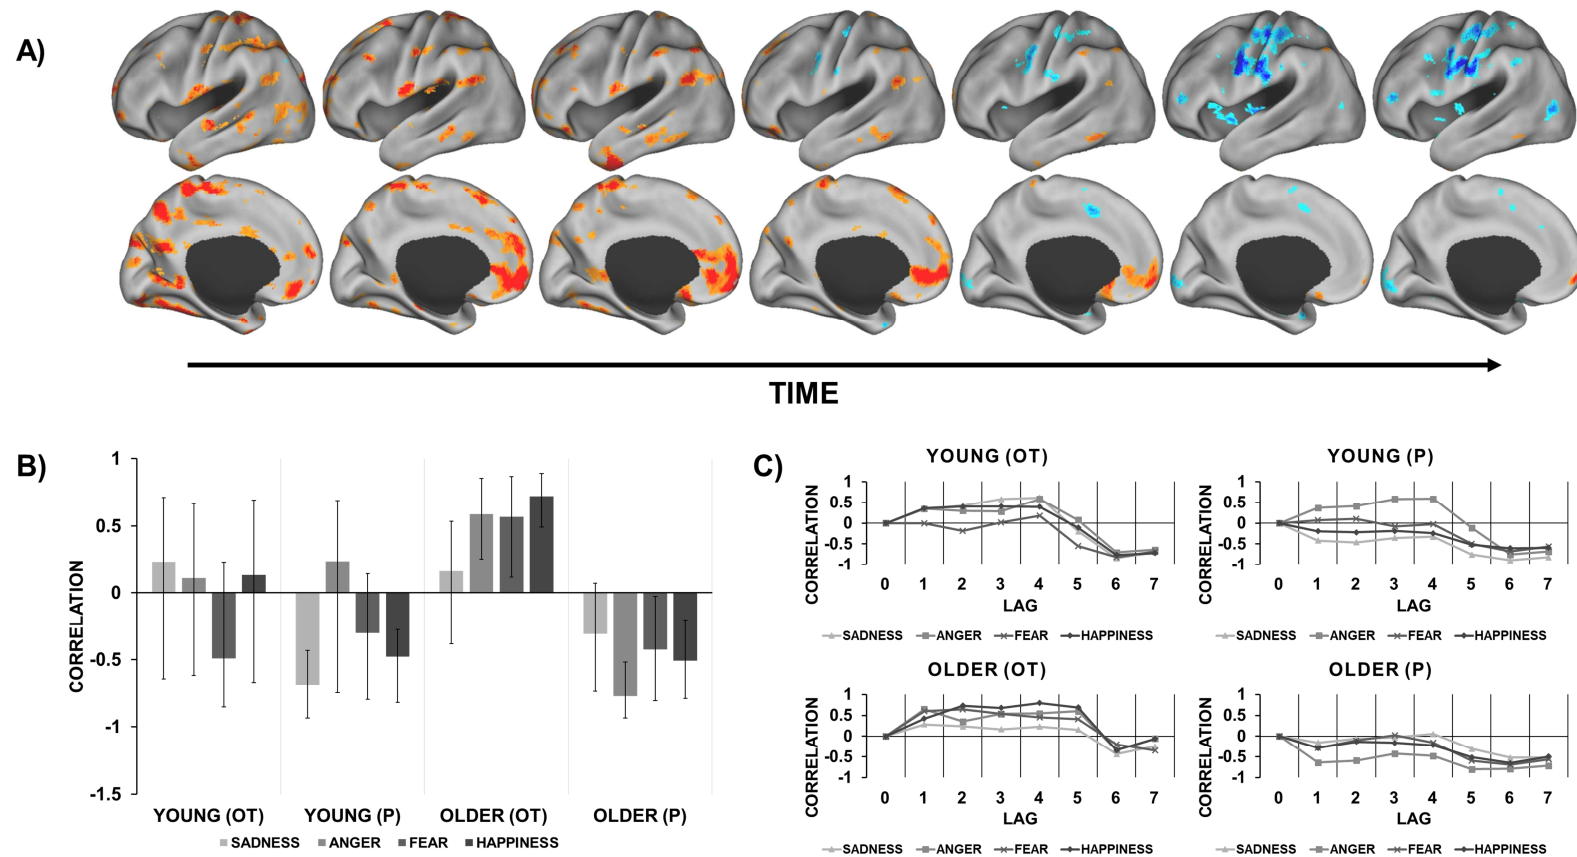 A)
TIME
B)
1
0.5
0
-0.5
-1
-1.5
CORRELATION
YOUNG (OT) YOUNG (P) OLDER (OT) OLDER (P)
SADNESS ANGER FEAR HAPPINESS
C)
YOUNG (OT)
CORRELATION
1
0.5
0
-0.5
-1
0 1 2 3 4 5 6 7
LAG
SADNESS ANGER FEAR HAPPINESS
YOUNG (P)
CORRELATION
1
0.5
0
-0.5
-1
0 1 2 3 4 5 6 7
LAG
SADNESS ANGER FEAR HAPPINESS
OLDER (OT)
CORRELATION
1
0.5
0
-0.5
-1
0 1 2 3 4 5 6 7
LAG
SADNESS ANGER FEAR HAPPINESS
OLDER (P)
CORRELATION
1
0.5
0
-0.5
-1
0 1 2 3 4 5 6 7
LAG
SADNESS ANGER FEAR HAPPINESS